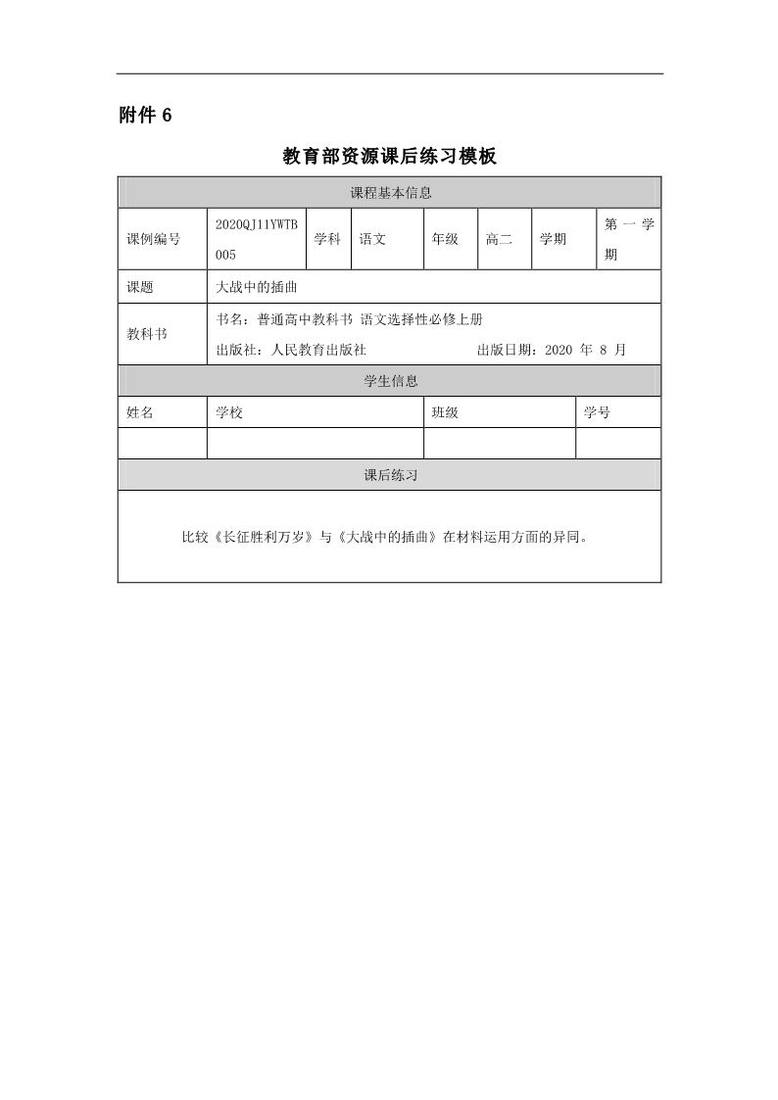 附件 6
教育部资源课后练习模板
课程基本信息
课例编号 2020QJ11YWTB005 学科 语文 年级 高二 学期 第一学期
课题 大战中的插曲
教科书 书名：普通高中教科书 语文选择性必修上册
出版社：人民教育出版社 出版日期：2020 年 8 月
学生信息
姓名 学校 班级 学号
课后练习
比较《长征胜利万岁》与《大战中的插曲》在材料运用方面的异同。